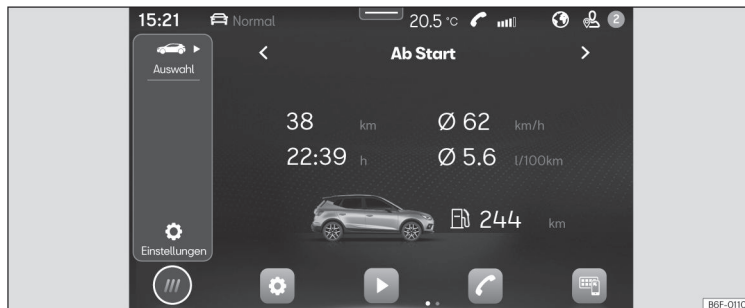 15:21 Normal 20.5 °C 2
Auswahl
Ab Start
38 km Ø 62 km/h
22:39 h Ø 5.6 l/100km
244 km
Einstellungen
B6F-0110